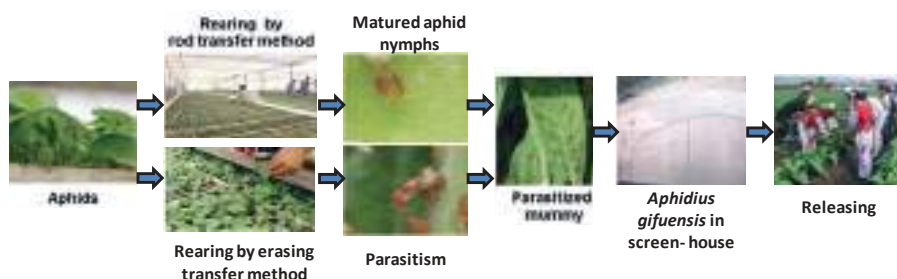 Rearing by
rod transfer method
Matured aphid
nymphs
Aphids
Rearing by erasing
transfer method
Parasitism
Parasitized
mummy
Aphidius
gifuensis in
screen- house
Releasing